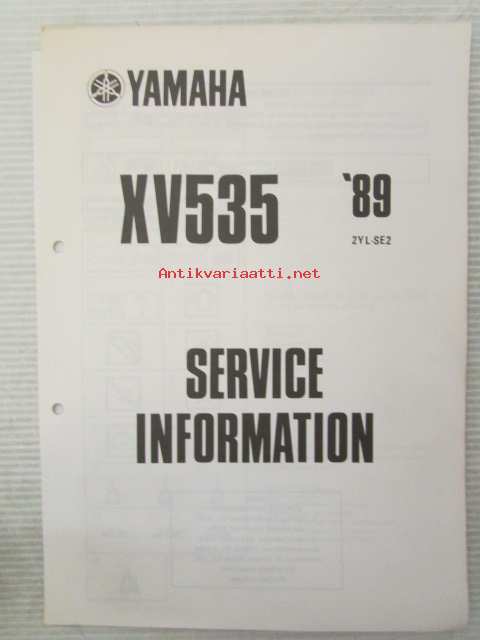 YAMAHA
XV535 '89
2YL-SE2
Antikvariaatti.net
SERVICE
INFORMATION